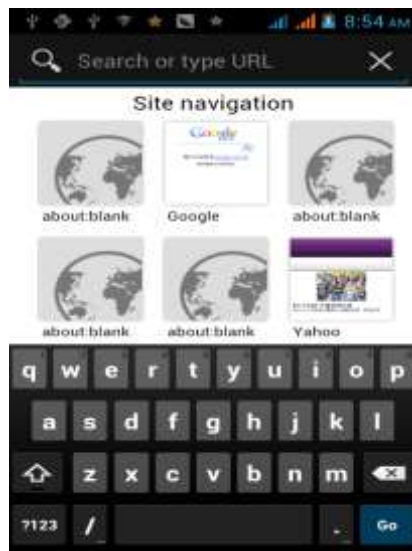 8:54 AM
Search or type URL
Site navigation
Google
about:blank Google about:blank
about:blank about:blank Yahoo
q w e r t y u i o p
a s d f g h j k l
z x c v b n m
?123 / . Go